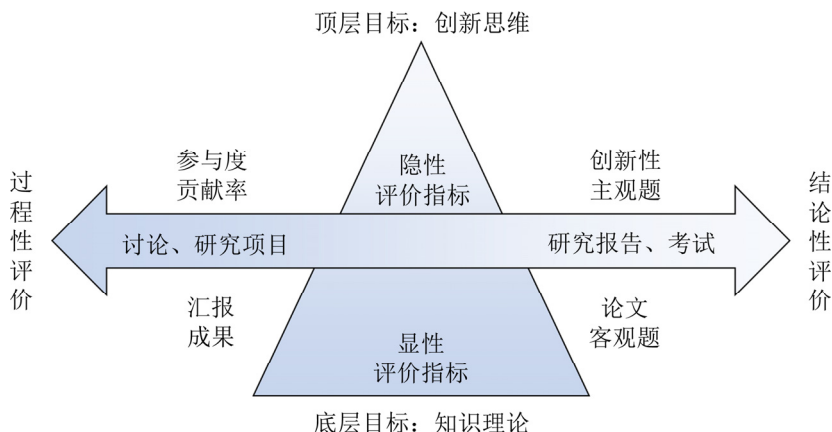 顶层目标：创新思维
参与度
贡献率
隐性
评价指标
创新性
主观题
过程性评价
讨论、研究项目
研究报告、考试
结论性评价
汇报
成果
显性
评价指标
论文
客观题
底层目标：知识理论